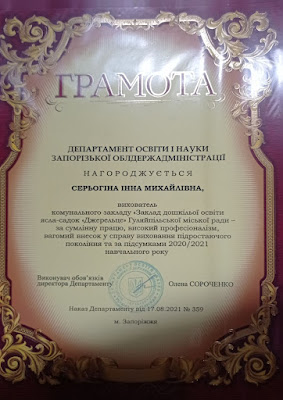 ГРАМОТА
ДЕПАРТАМЕНТ ОСВІТИ І НАУКИ
ЗАПОРІЗЬКОЇ ОБЛДЕРЖАДМІНІСТРАЦІЇ
НАГОРОДЖУЄТЬСЯ
СЕРЬОГІНА ІННА МИХАЙЛІВНА,
вихователь
комунального закладу «Заклад дошкільної освіти
ясла-садок «Джерельце» Гуляйпільської міської ради –
за сумлінну працю, високий професіоналізм,
вагомий внесок у справу виховання підростаючого
покоління та за підсумками 2020/2021
навчального року
Виконувач обов'язків
директора Департаменту Олена СОРОЧЕНКО
Наказ Департаменту від 17.08.2021 № 359
м. Запоріжжя